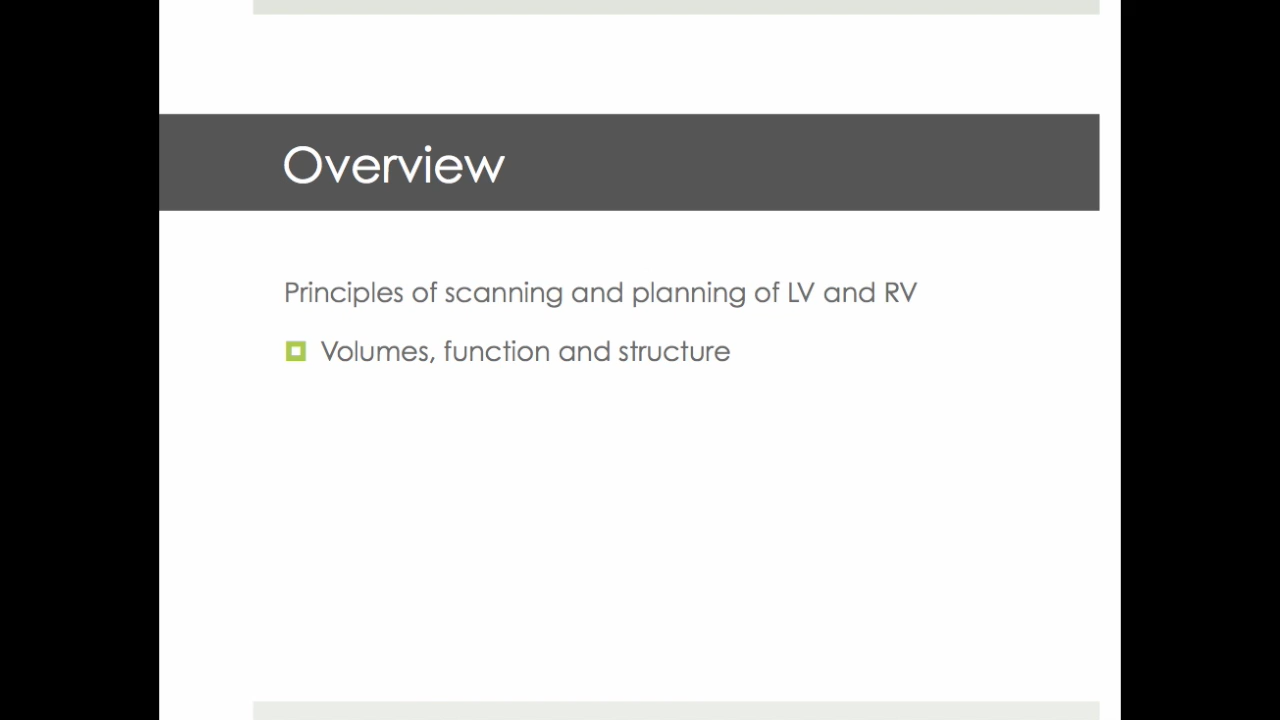 Overview
Principles of scanning and planning of LV and RV
Volumes, function and structure